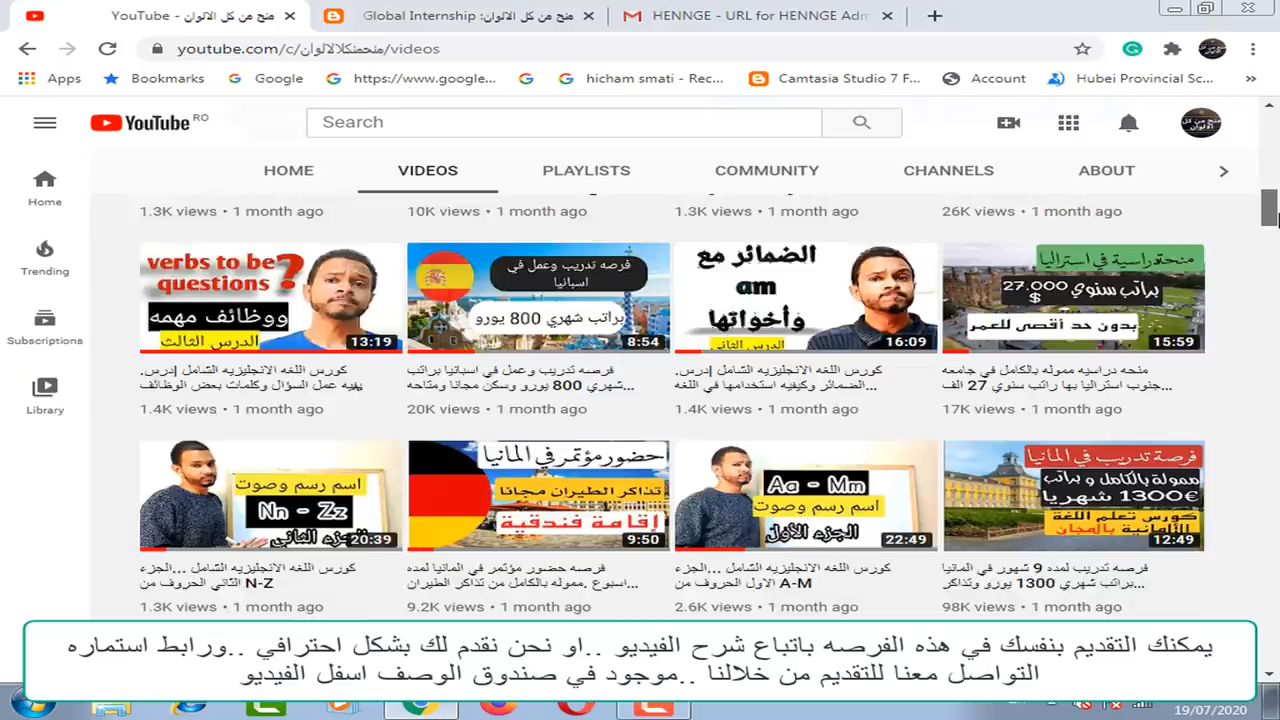 YouTube - منح من كل الالوان
Global Internship: منح من كل الالوان
HENNGE - URL for HENNGE Adm
youtube.com/c/منحمنكلالالوان/videos
Apps
Bookmarks
Google
https://www.google...
hicham smati - Rec...
Camtasia Studio 7 F...
Account
Hubei Provincial Sc...
YouTube RO
Search
منح من كل الالوان
HOME
VIDEOS
PLAYLISTS
COMMUNITY
CHANNELS
ABOUT
Home
Trending
Subscriptions
Library
1.3K views • 1 month ago
10K views • 1 month ago
1.3K views • 1 month ago
26K views • 1 month ago
verbs to be
questions ?
ووظائف مهمه
الدرس الثالث
13:19
فرصه تدريب وعمل في
اسبانيا
براتب شهري 800 يورو
8:54
الضمائر مع
am
وأخواتها
الدرس الثاني
16:09
منحة دراسية في استراليا
براتب سنوي 27.000 $
بدون حد أقصى للعمر
15:59
كورس اللغه الانجليزيه الشامل |درس.
يفيه عمل السؤال وكلمات بعض الوظائف
1.4K views • 1 month ago
فرصه تدريب وعمل في اسبانيا براتب
شهري 800 يورو وسكن مجانا ومتاحه...
20K views • 1 month ago
كورس اللغه الانجليزيه الشامل |درس.
الضمائر وكيفيه استخدامها في اللغه
1.4K views • 1 month ago
منحه دراسيه مموله بالكامل في جامعه
جنوب استراليا بها راتب سنوي 27 الف...
17K views • 1 month ago
اسم رسم وصوت
Nn - Zz
الجزء الثاني
20:39
حضور مؤتمر في المانيا
تذاكر الطيران مجانا
إقامة فندقية
9:50
Aa - Mm
اسم رسم وصوت
الجزء الأول
22:49
فرصة تدريب في المانيا
ممولة بالكامل و براتب
1300€ شهريا
كورس تعلم اللغة
الألمانية بالمجان
12:49
كورس اللغه الانجليزيه الشامل ...الجزء
الثاني الحروف من N-Z
1.3K views • 1 month ago
فرصه حضور مؤتمر في المانيا لمده
اسبوع .مموله بالكامل من تذاكر الطيران...
9.2K views • 1 month ago
كورس اللغه الانجليزيه الشامل ...الجزء
الاول الحروف من A-M
2.6K views • 1 month ago
فرصه تدريب لمده 9 شهور في المانيا
براتب شهري 1300 يورو وتذاكر...
98K views • 1 month ago
يمكنك التقديم بنفسك في هذه الفرصه باتباع شرح الفيديو ..او نحن نقدم لك بشكل احترافي ..ورابط استماره
التواصل معنا للتقديم من خلالنا ..موجود في صندوق الوصف اسفل الفيديو
19/07/2020